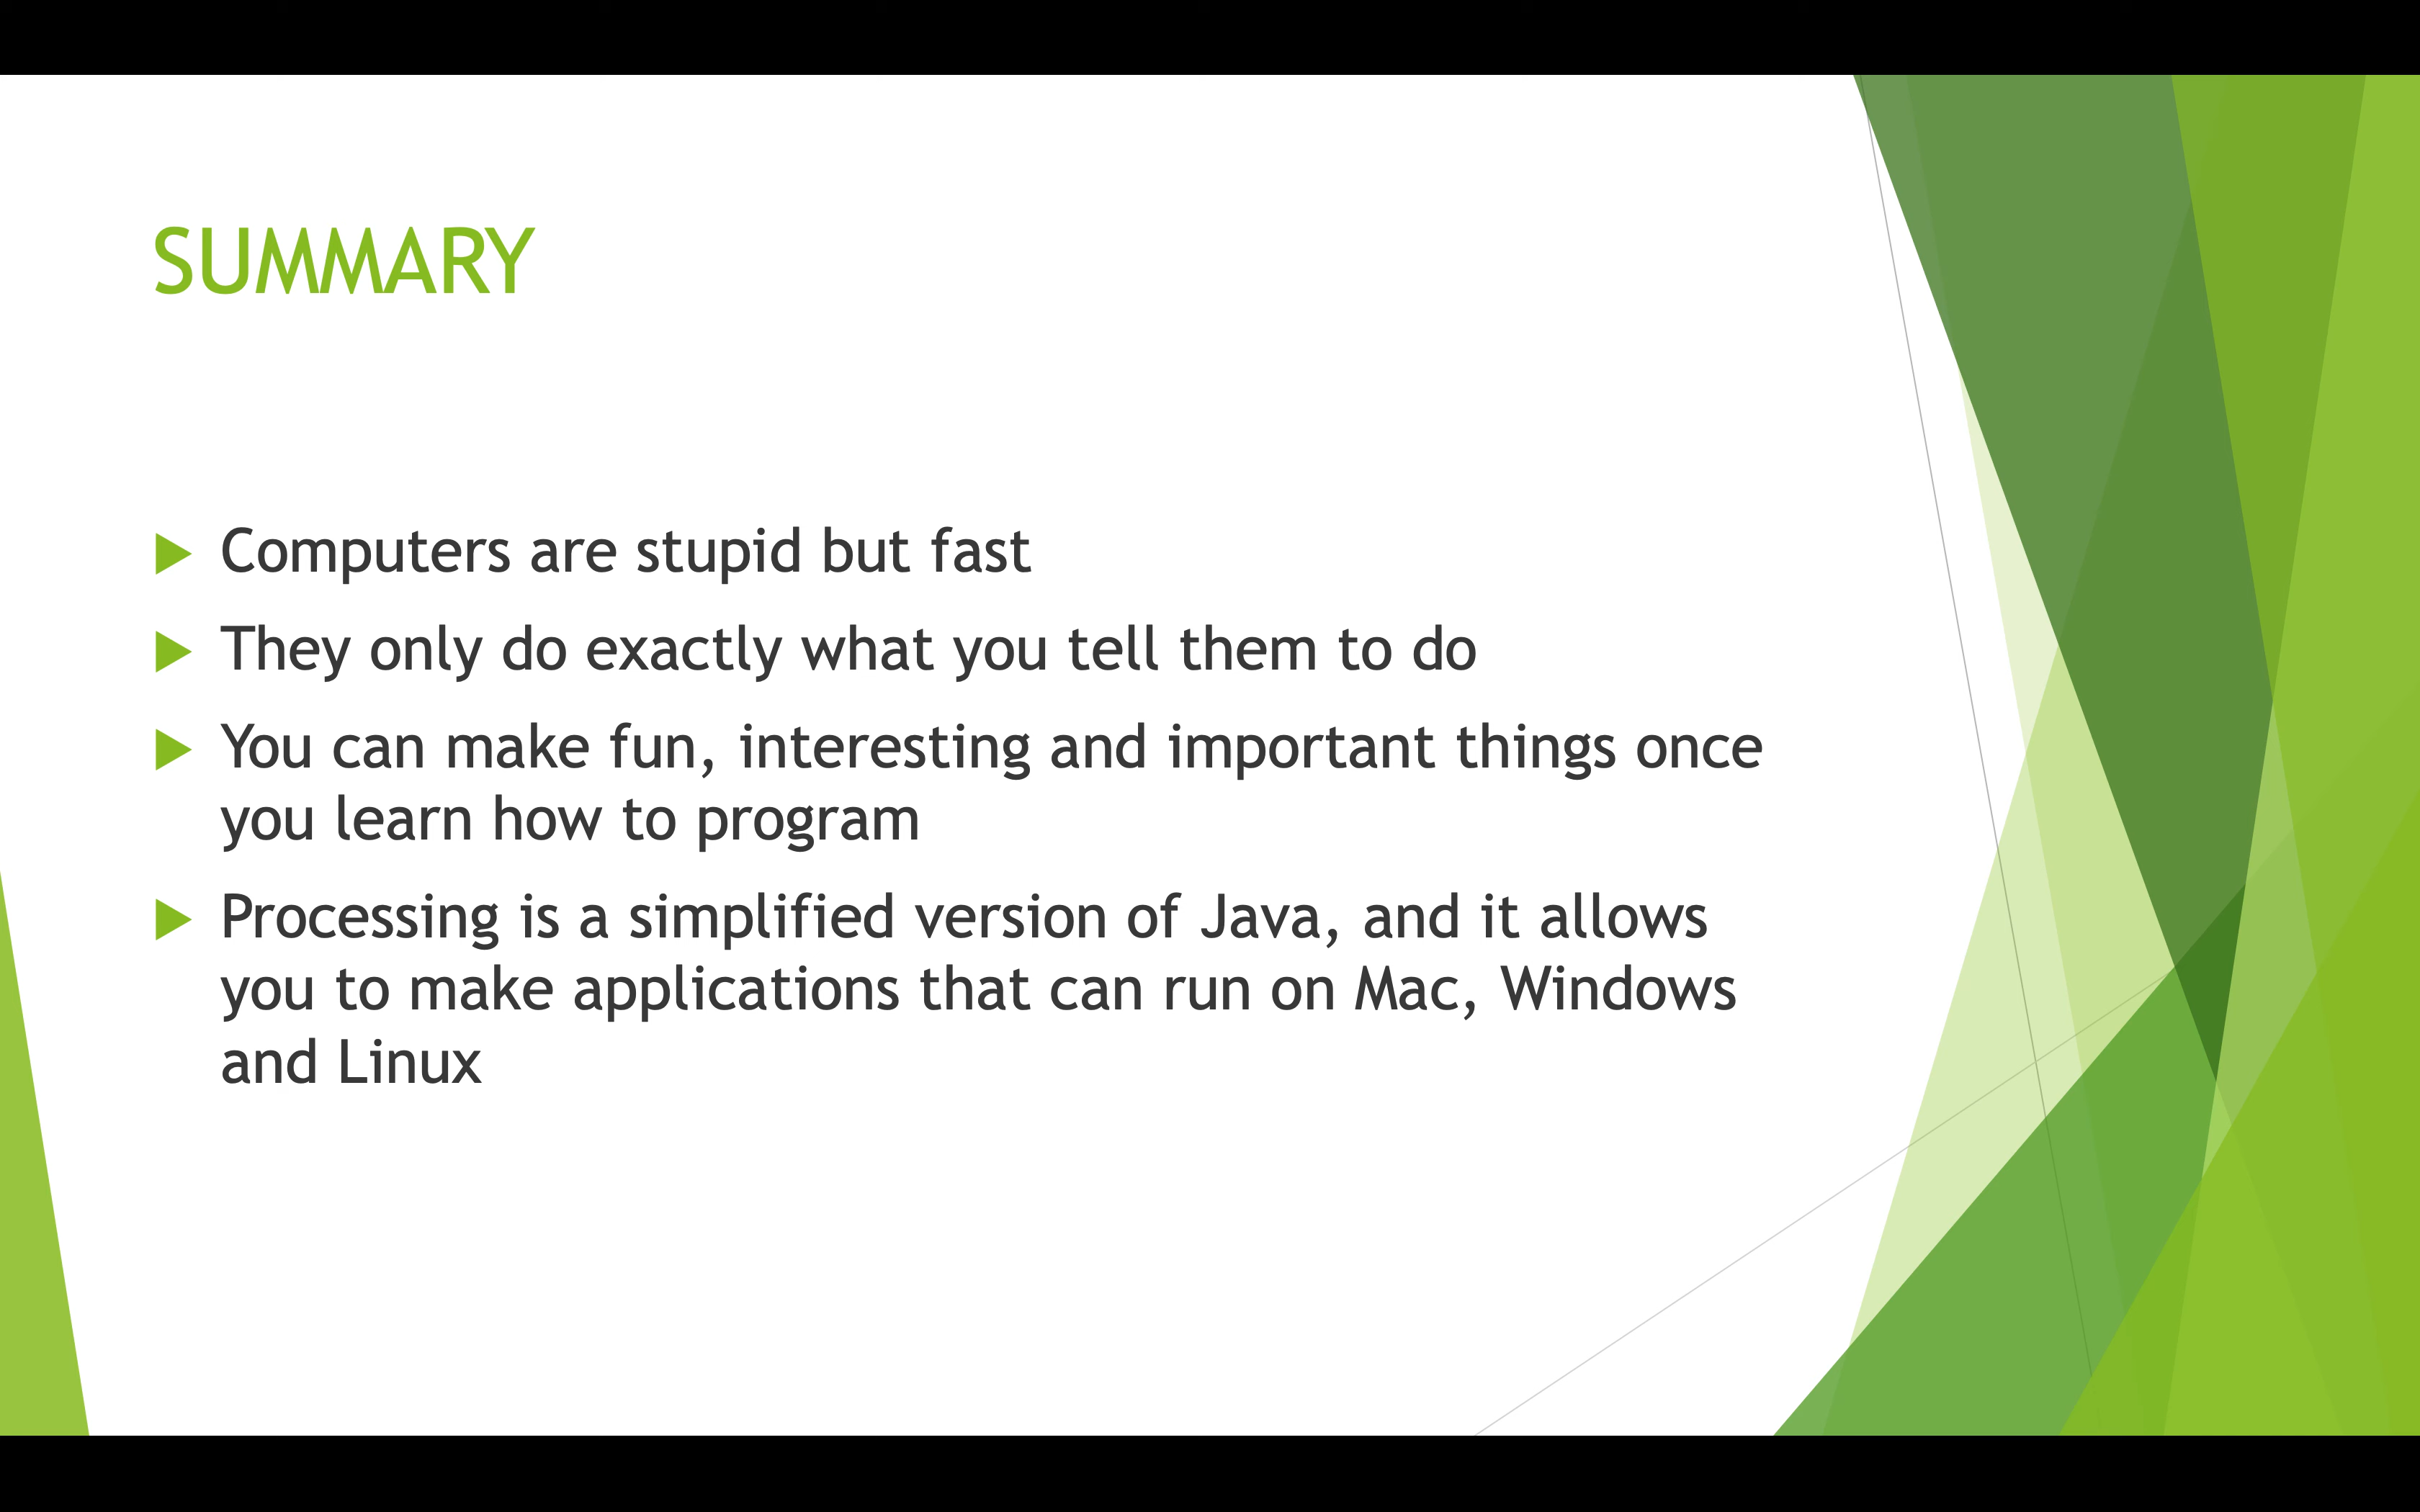 SUMMARY
Computers are stupid but fast
They only do exactly what you tell them to do
You can make fun, interesting and important things once
you learn how to program
Processing is a simplified version of Java, and it allows
you to make applications that can run on Mac, Windows
and Linux